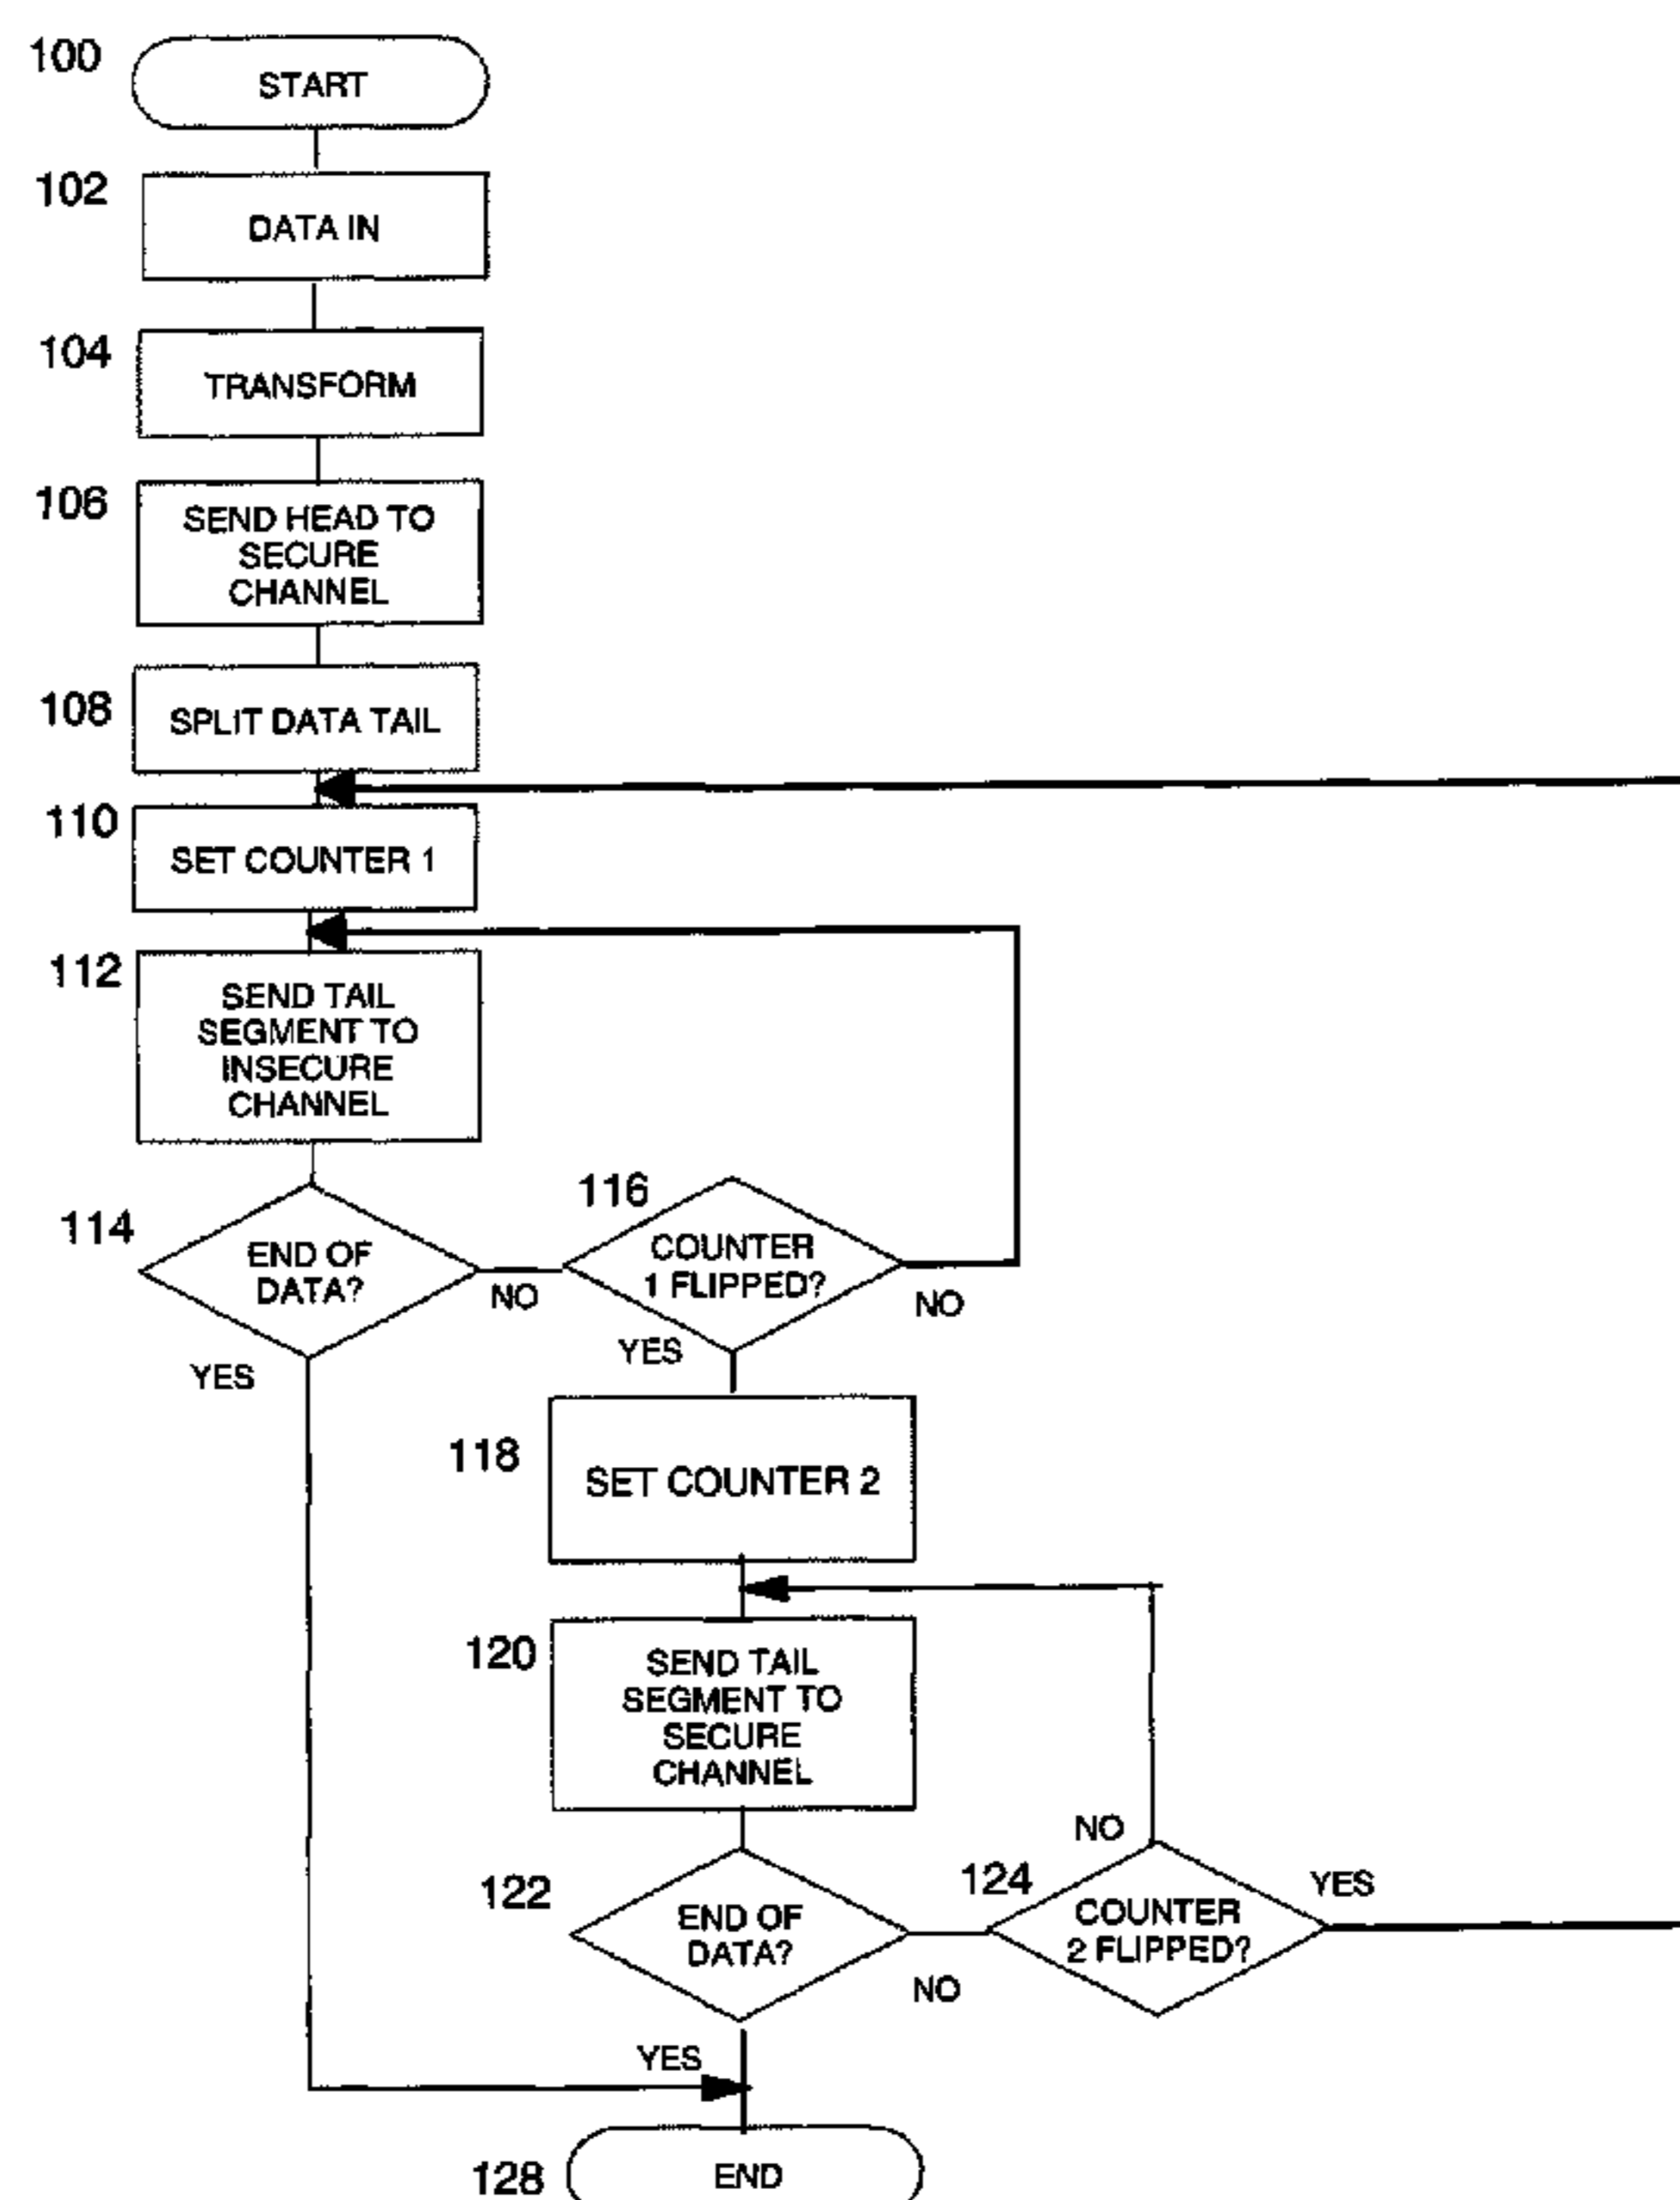 100
START
102
DATA IN
104
TRANSFORM
106
SEND HEAD TO
SECURE
CHANNEL
108
SPLIT DATA TAIL
110
SET COUNTER 1
112
SEND TAIL
SEGMENT TO
INSECURE
CHANNEL
114
END OF
DATA?
NO
YES
116
COUNTER
1 FLIPPED?
NO
YES
118
SET COUNTER 2
120
SEND TAIL
SEGMENT TO
SECURE
CHANNEL
122
END OF
DATA?
NO
YES
124
COUNTER
2 FLIPPED?
NO
YES
128
END